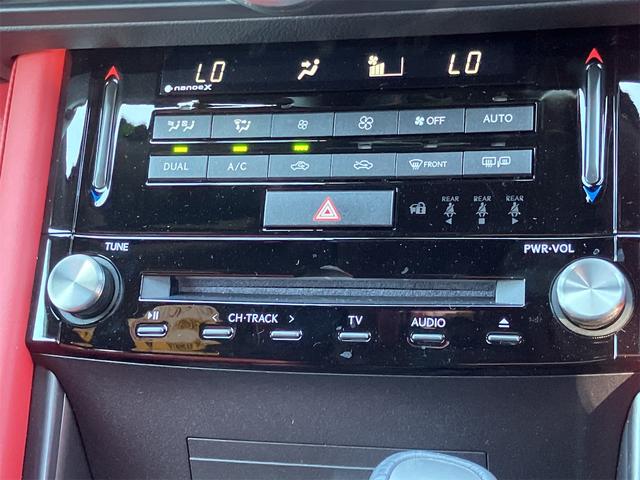 LO LO
nanoeX
OFF AUTO
DUAL A/C FRONT
REAR REAR REAR
TUNE PWR·VOL
< CH·TRACK > TV AUDIO